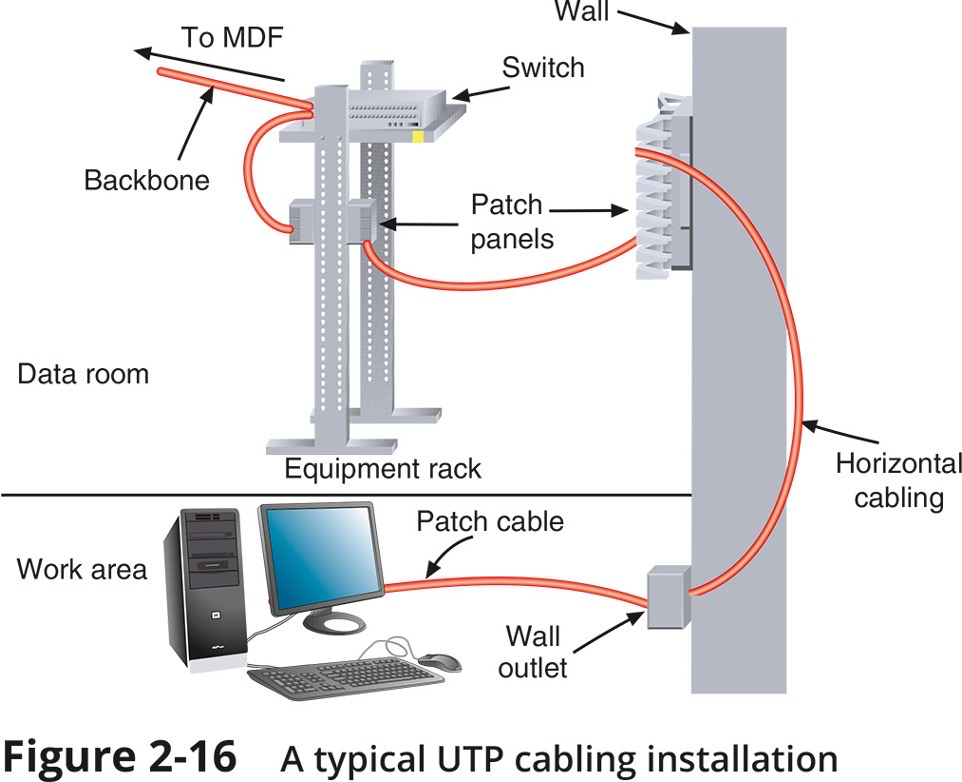 Wall
To MDF
Switch
Backbone
Patch
panels
Data room
Horizontal
cabling
Equipment rack
Patch cable
Work area
Wall
outlet
Figure 2-16 A typical UTP cabling installation